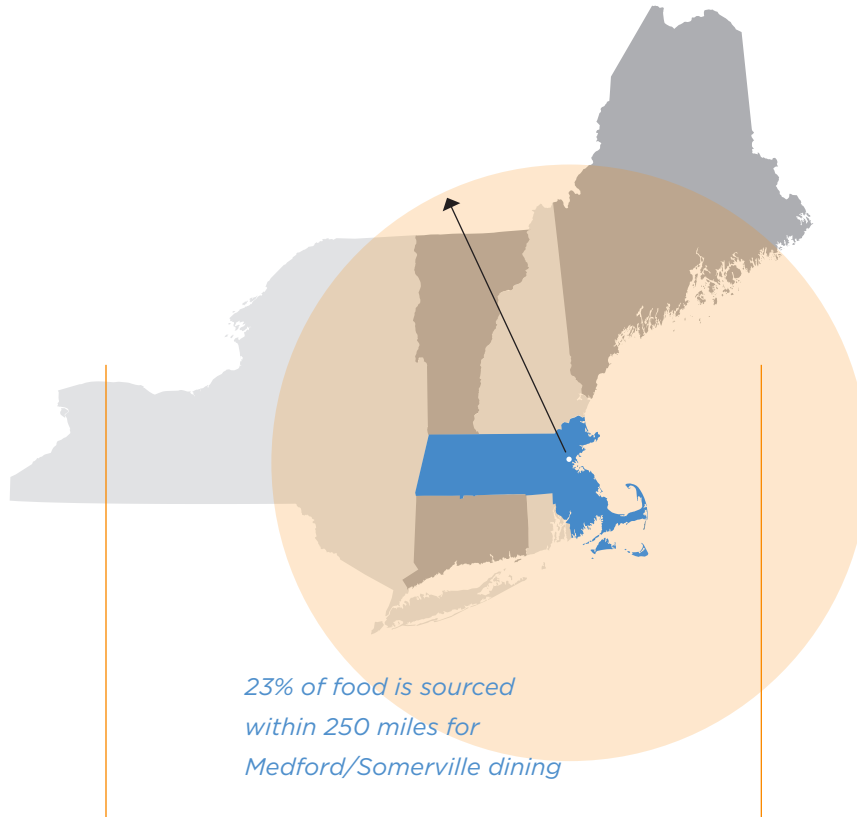 23% of food is sourced
within 250 miles for
Medford/Somerville dining